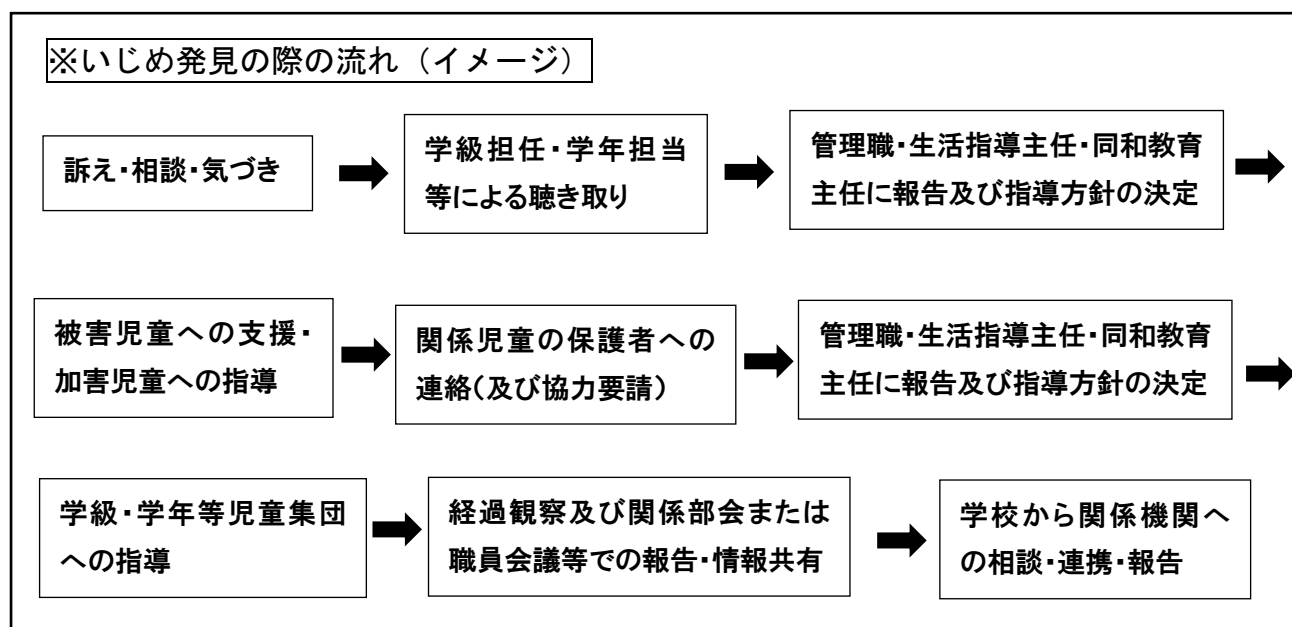 ※いじめ発見の際の流れ（イメージ）
訴え・相談・気づき
学級担任・学年担当
等による聴き取り
管理職・生活指導主任・同和教育
主任に報告及び指導方針の決定
被害児童への支援・
加害児童への指導
関係児童の保護者への
連絡（及び協力要請）
管理職・生活指導主任・同和教育
主任に報告及び指導方針の決定
学級・学年等児童集団
への指導
経過観察及び関係部会または
職員会議等での報告・情報共有
学校から関係機関へ
の相談・連携・報告